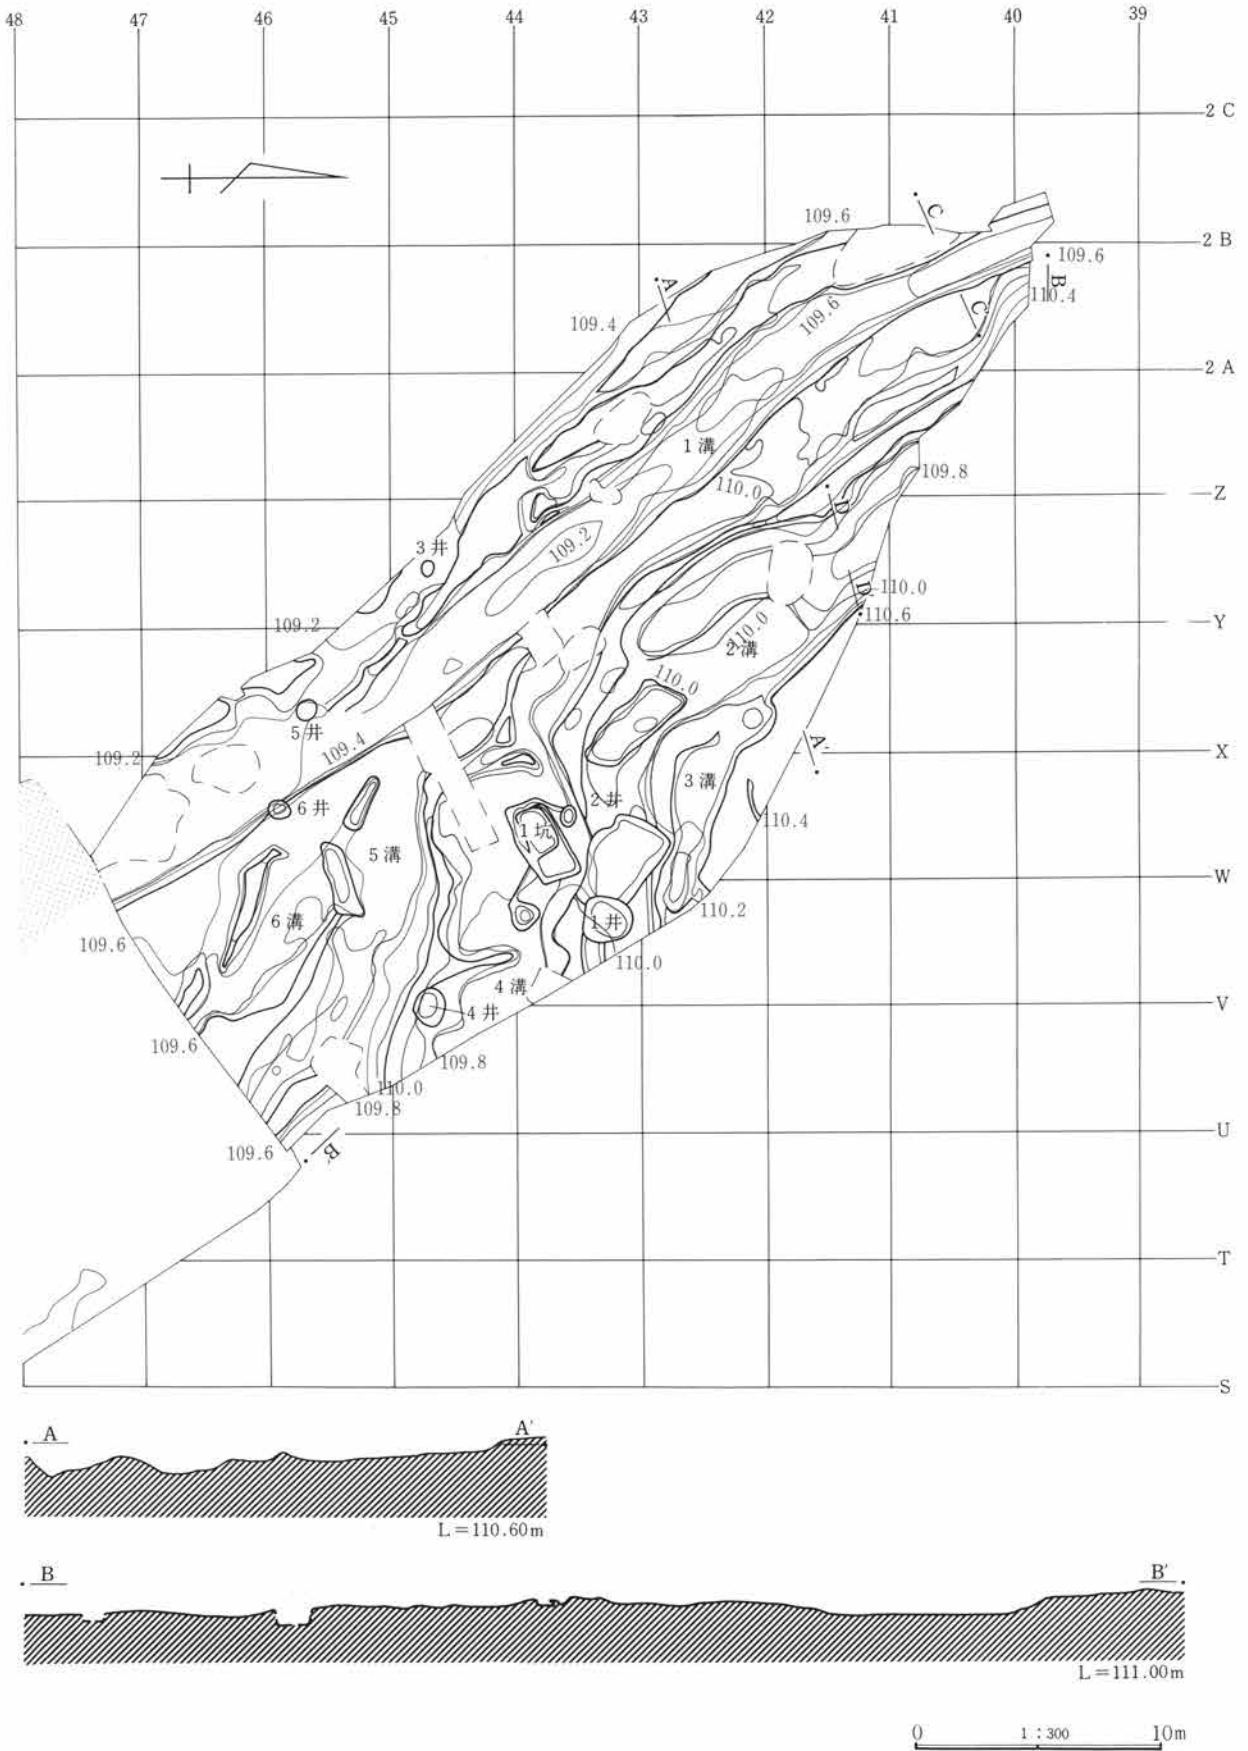 48 47 46 45 44 43 42 41 40 39
2 C
109.6
C
2 B
109.6
A
B
110.4
109.4
109.6
C'
2 A
1 溝
109.8
110.0
D
Z
109.2
3 井
D'
110.0
110.6
109.2
Y
110.0
2 溝
110.0
5 井
109.4
109.2
A'
X
3 溝
6 井
2 井
1 坑
110.4
5 溝
W
6 溝
1 井
110.2
109.6
110.0
4 溝
V
4 井
109.6
109.8
110.0
109.8
U
109.6
B'
T
S
A A'
L=110.60m
B B'
L=111.00m
0 1:300 10m